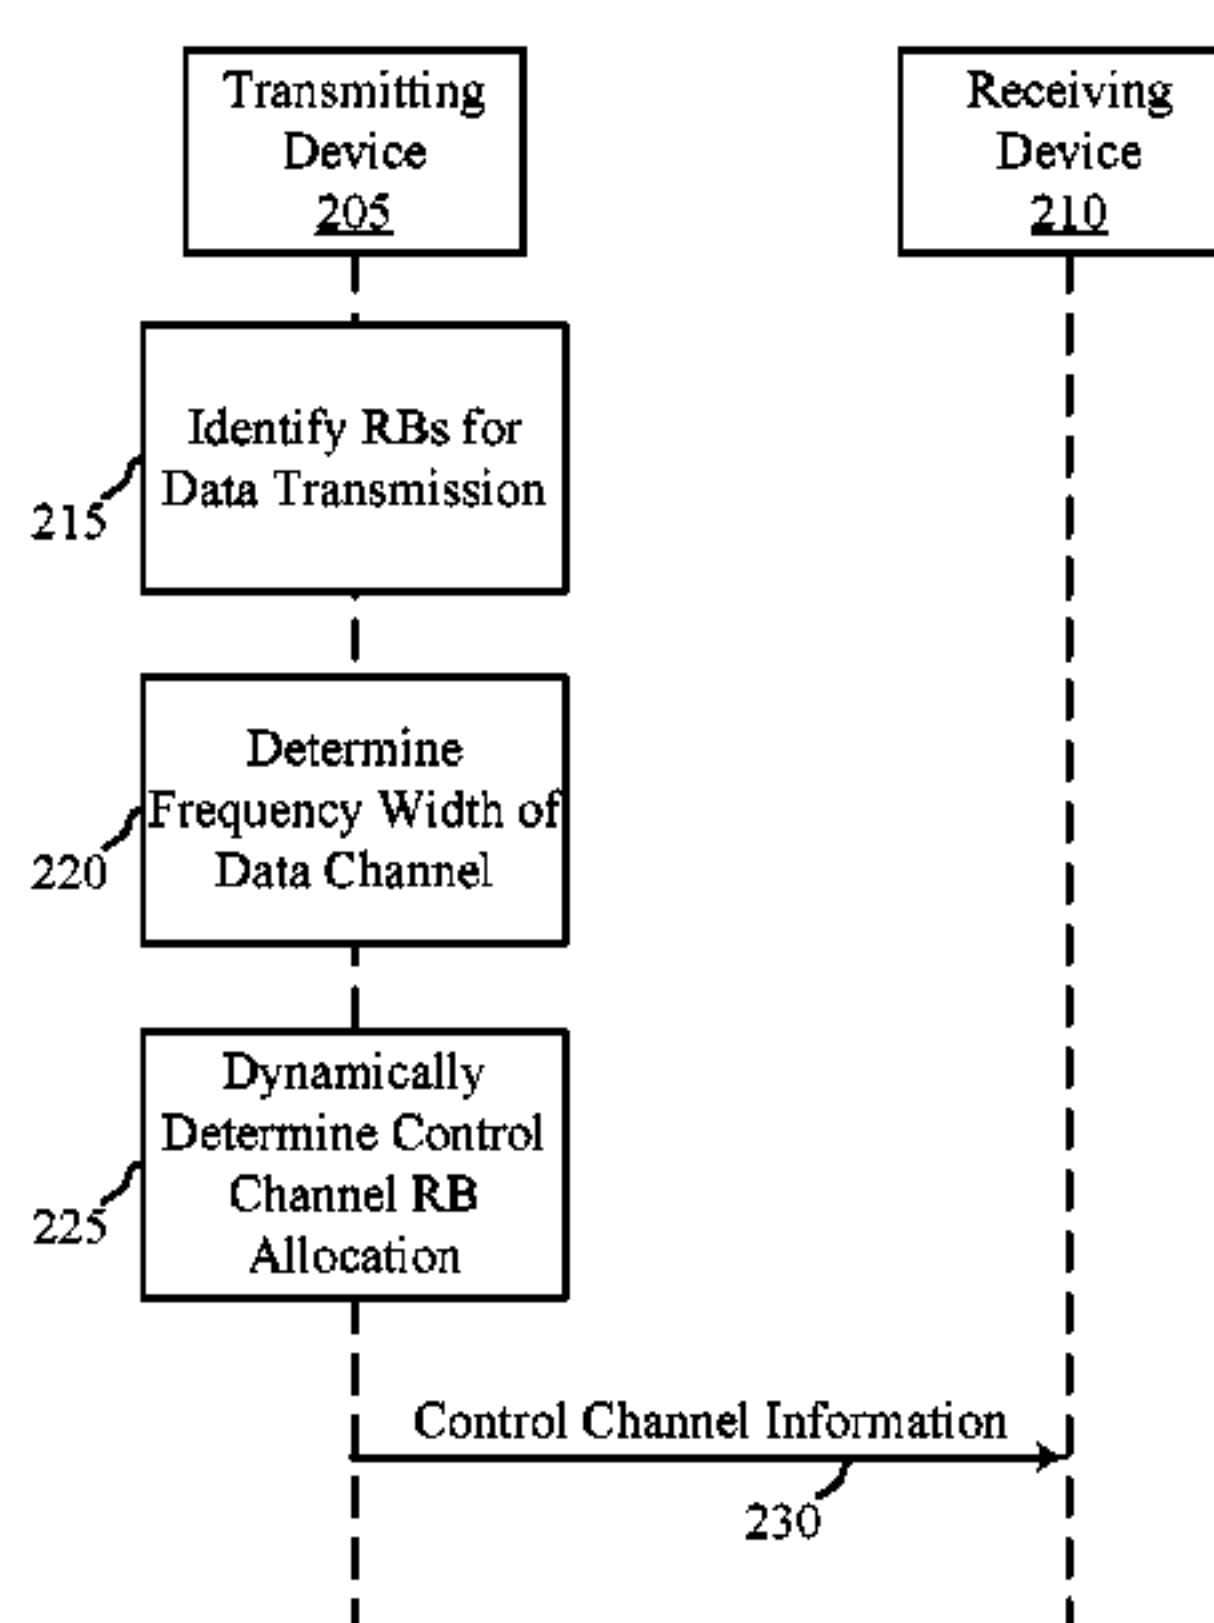 Transmitting
Device
205
Receiving
Device
210
Identify RBs for
Data Transmission
215
Determine
Frequency Width of
Data Channel
220
Dynamically
Determine Control
Channel RB
Allocation
225
Control Channel Information
230